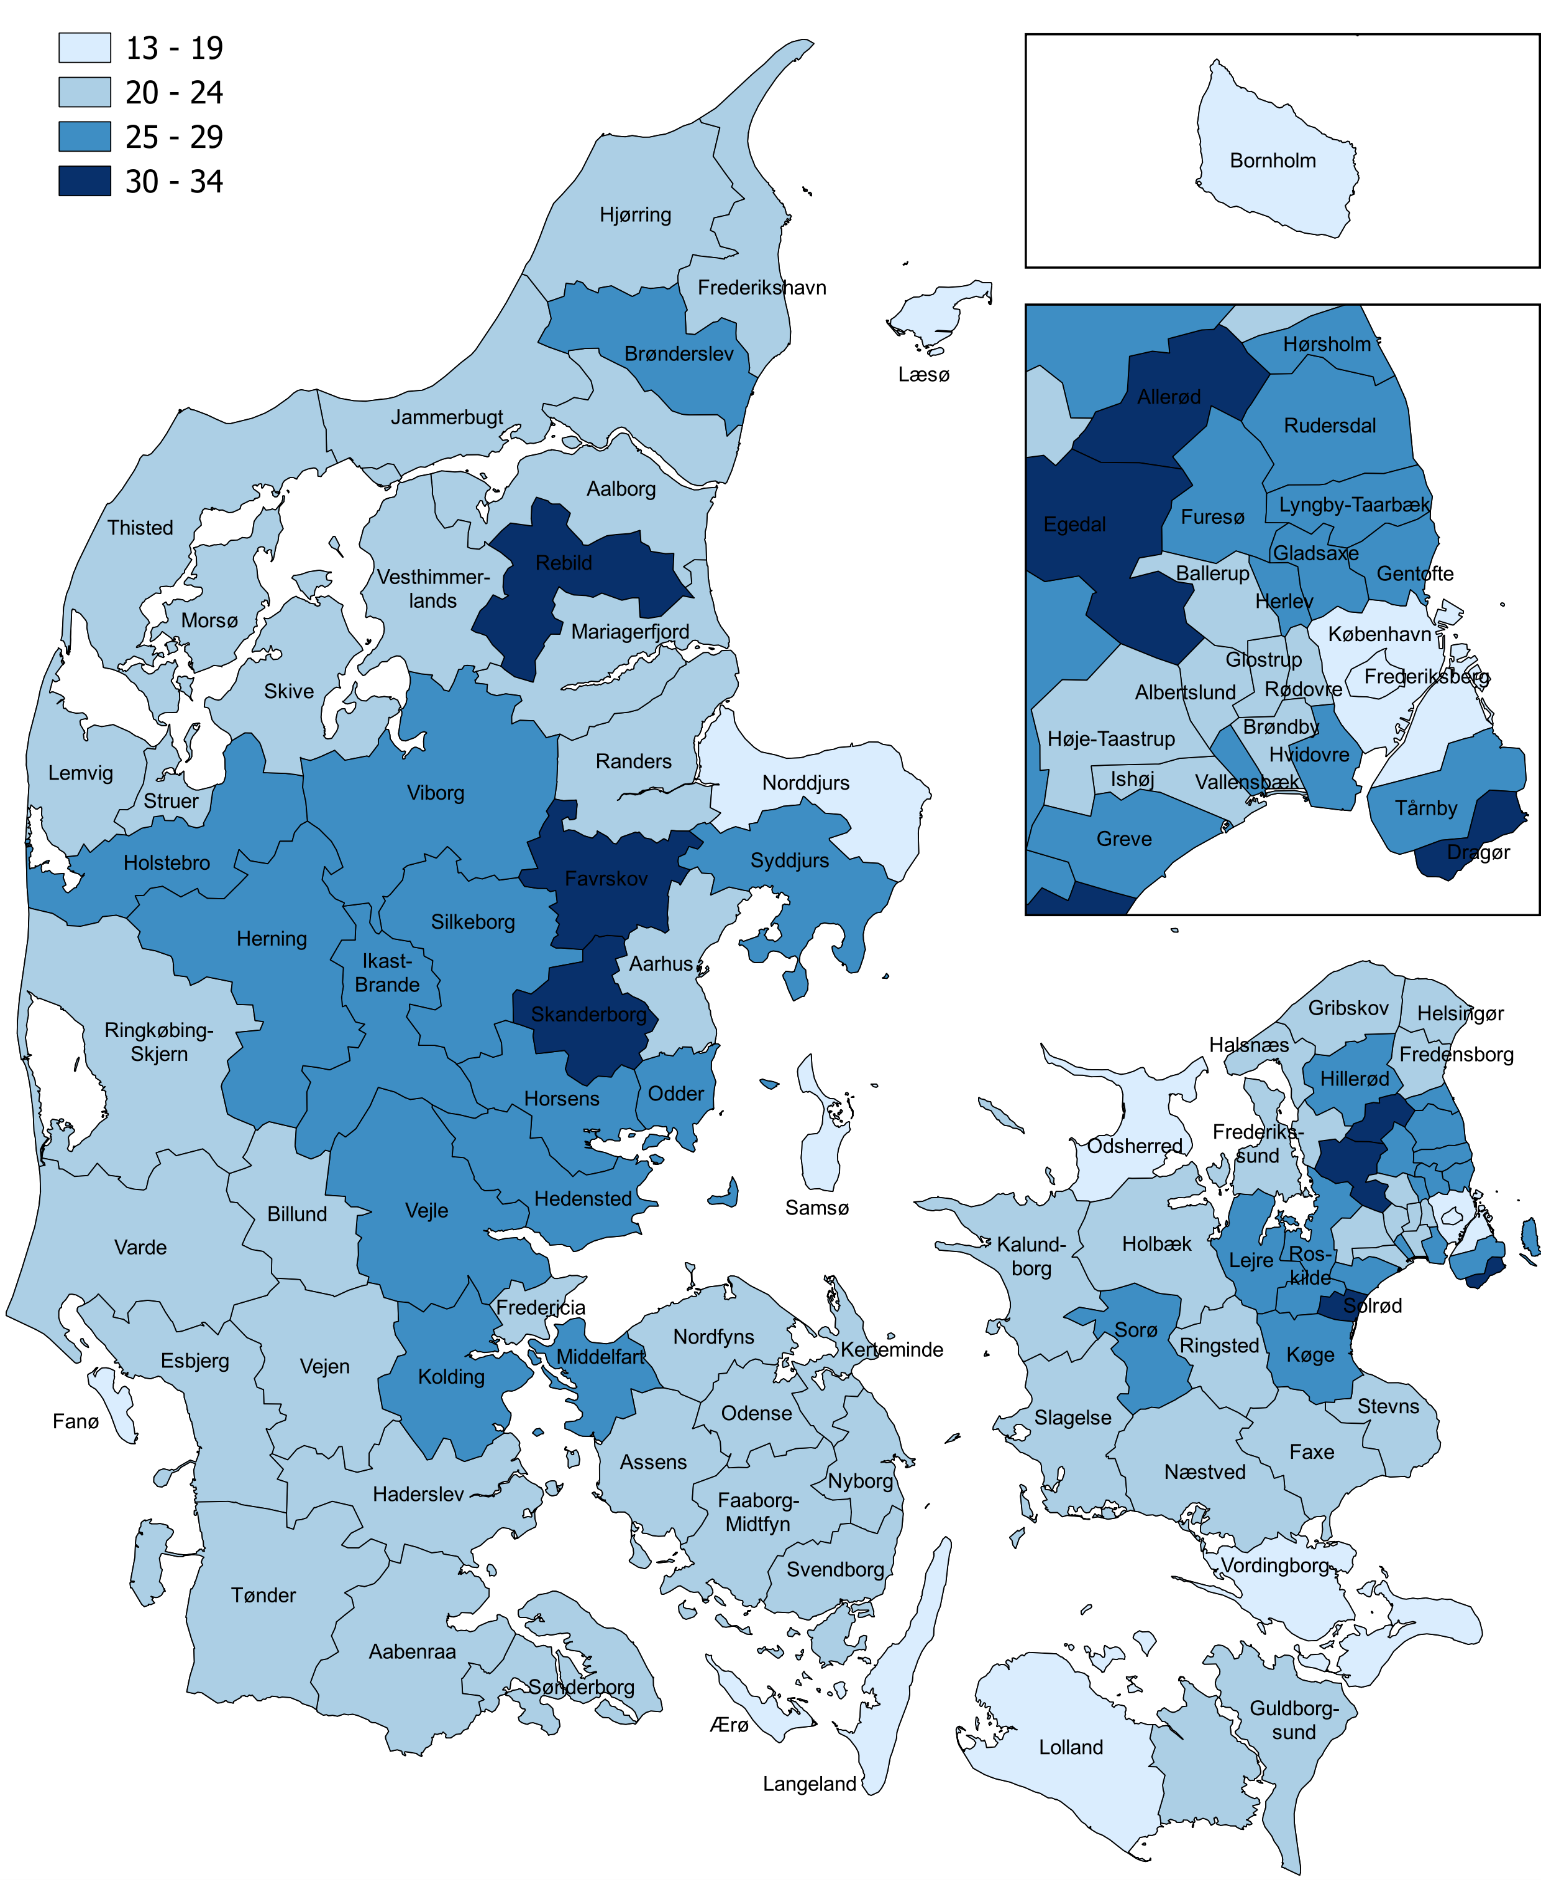 13 - 19
20 - 24
25 - 29
30 - 34
Bornholm
Hjørring
Frederikshavn
Brønderslev
Læsø
Jammerbugt
Aalborg
Thisted
Rebild
Vesthimmer-
lands
Morsø
Mariagerfjord
Skive
Lemvig
Struer
Randers
Viborg
Norddjurs
Holstebro
Favrskov
Syddjurs
Silkeborg
Herning
Ikast-
Brande
Aarhus
Skanderborg
Ringkøbing-
Skjern
Horsens
Odder
Hedensted
Samsø
Vejle
Billund
Varde
Fredericia
Nordfyns
Kerteminde
Middelfart
Esbjerg
Vejen
Kolding
Fanø
Odense
Assens
Nyborg
Haderslev
Faaborg-
Midtfyn
Svendborg
Tønder
Aabenraa
Sønderborg
Ærø
Langeland
Hørsholm
Allerød
Rudersdal
Lyngby-Taarbæk
Egedal
Furesø
Gladsaxe
Ballerup
Gentofte
Herlev
København
Glostrup
Frederiksberg
Albertslund
Rødovre
Brøndby
Høje-Taastrup
Hvidovre
Ishøj
Vallensbæk
Tårnby
Greve
Dragør
Gribskov
Helsingør
Halsnæs
Fredensborg
Hillerød
Odsherred
Frederiks-
sund
Kalund-
borg
Holbæk
Lejre
Ros-
kilde
Solrød
Sorø
Ringsted
Køge
Slagelse
Stevns
Faxe
Næstved
Vordingborg
Guldborg-
sund
Lolland